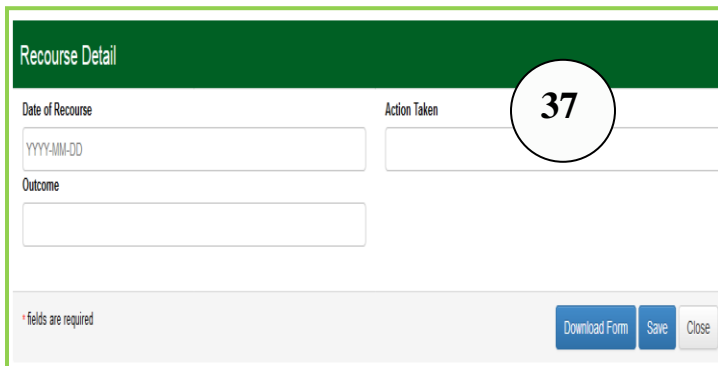 Recourse Detail
Date of Recourse
Action Taken
37
YYYY-MM-DD
Outcome
* fields are required
Download Form
Save
Close